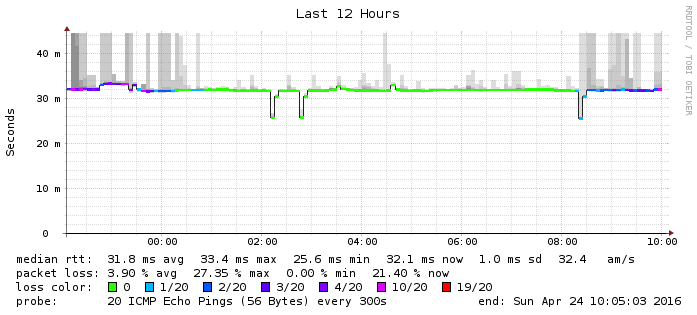 Last 12 Hours
RRDTOOL / TOBI OETIKER
Seconds
40 m
30 m
20 m
10 m
0
00:00 02:00 04:00 06:00 08:00 10:00
median rtt: 31.8 ms avg 33.4 ms max 25.6 ms min 32.1 ms now 1.0 ms sd 32.4 am/s
packet loss: 3.90 % avg 27.35 % max 0.00 % min 21.40 % now
loss color: 0 1/20 2/20 3/20 4/20 10/20 19/20
probe: 20 ICMP Echo Pings (56 Bytes) every 300s end: Sun Apr 24 10:05:03 2016